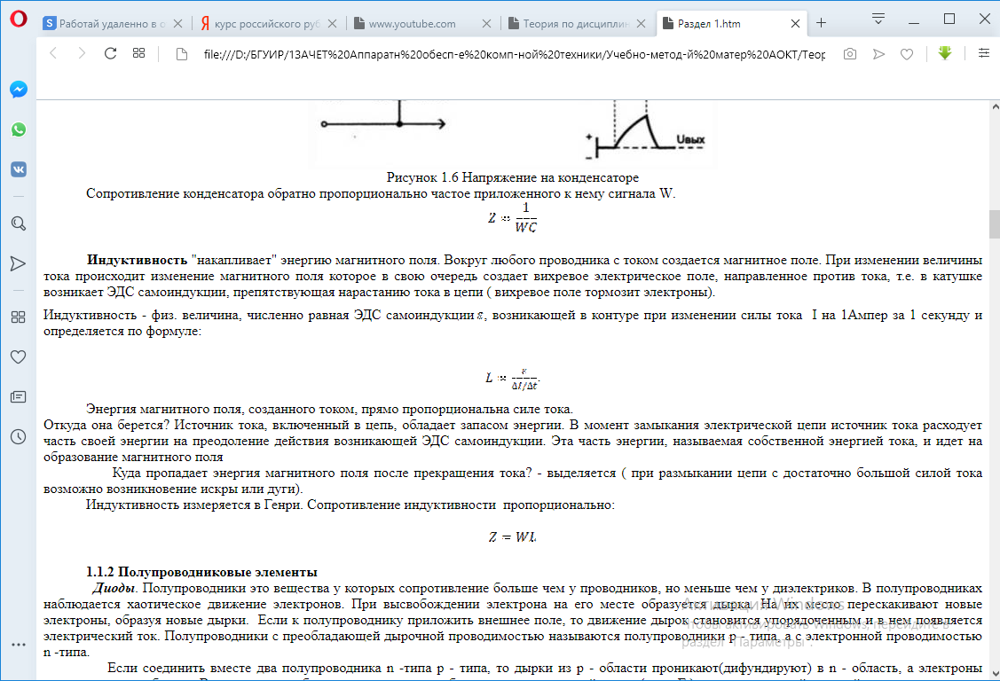 Работай удаленно в о
курс российского руб
www.youtube.com
Теория по дисциплин
Раздел 1.htm
file:///D:/БГУИР/1ЗАЧЕТ%20Аппаратн%20обесп-е%20комп-ной%20техники/Учебно-метод-й%20матер%20АОКТ/Теор
+
−
Uвых
Рисунок 1.6 Напряжение на конденсаторе
Сопротивление конденсатора обратно пропорционально частое приложенного к нему сигнала W.
Z = 1/WC
Индуктивность "накапливает" энергию магнитного поля. Вокруг любого проводника с током создается магнитное поле. При изменении величины
тока происходит изменение магнитного поля которое в свою очередь создает вихревое электрическое поле, направленное против тока, т.е. в катушке
возникает ЭДС самоиндукции, препятствующая нарастанию тока в цепи ( вихревое поле тормозит электроны).
Индуктивность - физ. величина, численно равная ЭДС самоиндукции ε, возникающей в контуре при изменении силы тока I на 1Ампер за 1 секунду и
определяется по формуле:
L = ε/ΔI/Δt.
Энергия магнитного поля, созданного током, прямо пропорциональна силе тока.
Откуда она берется? Источник тока, включенный в цепь, обладает запасом энергии. В момент замыкания электрической цепи источник тока расходует
часть своей энергии на преодоление действия возникающей ЭДС самоиндукции. Эта часть энергии, называемая собственной энергией тока, и идет на
образование магнитного поля
Куда пропадает энергия магнитного поля после прекращения тока? - выделяется ( при размыкании цепи с достаточно большой силой тока
возможно возникновение искры или дуги).
Индуктивность измеряется в Генри. Сопротивление индуктивности пропорционально:
Z = WL
1.1.2 Полупроводниковые элементы
Диоды. Полупроводники это вещества у которых сопротивление больше чем у проводников, но меньше чем у диэлектриков. В полупроводниках
наблюдается хаотическое движение электронов. При высвобождении электрона на его месте образуется дырка. На их место перескакивают новые
электроны, образуя новые дырки. Если к полупроводнику приложить внешнее поле, то движение дырок становится упорядоченным и в нем появляется
электрический ток. Полупроводники с преобладающей дырочной проводимостью называются полупроводники p - типа, а с электронной проводимостью
n -типа.
Активация Windows
Чтобы активировать Windows, перейдите в
раздел "Параметры".
Если соединить вместе два полупроводника n -типа p - типа, то дырки из p - области проникают(дифундируют) в n - область, а электроны